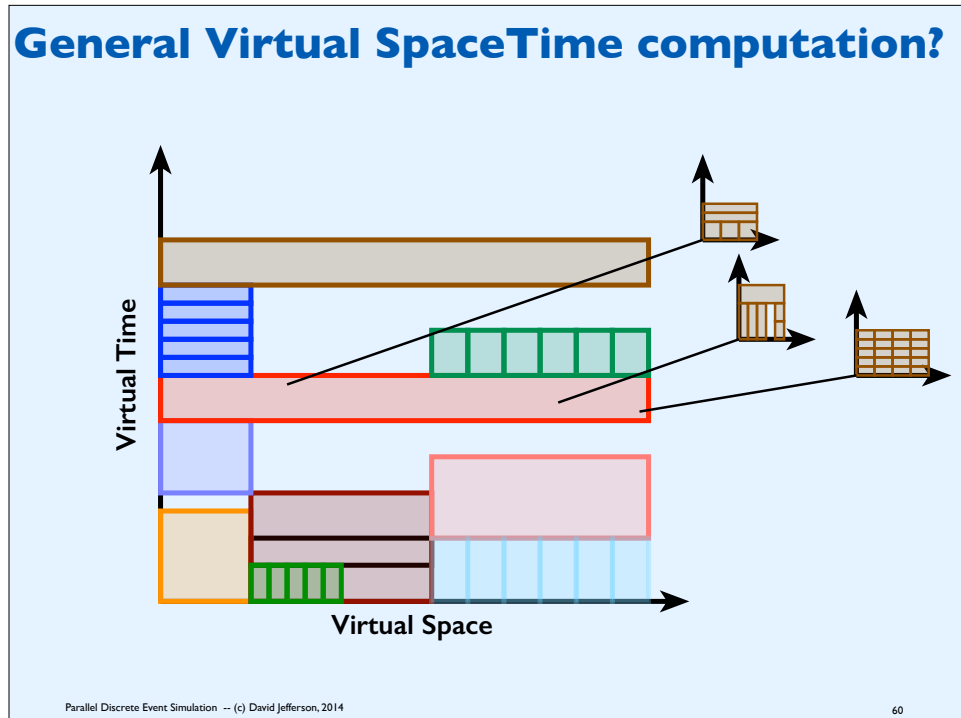 General Virtual SpaceTime computation?
Virtual Time
Virtual Space
Parallel Discrete Event Simulation -- (c) David Jefferson, 2014
60